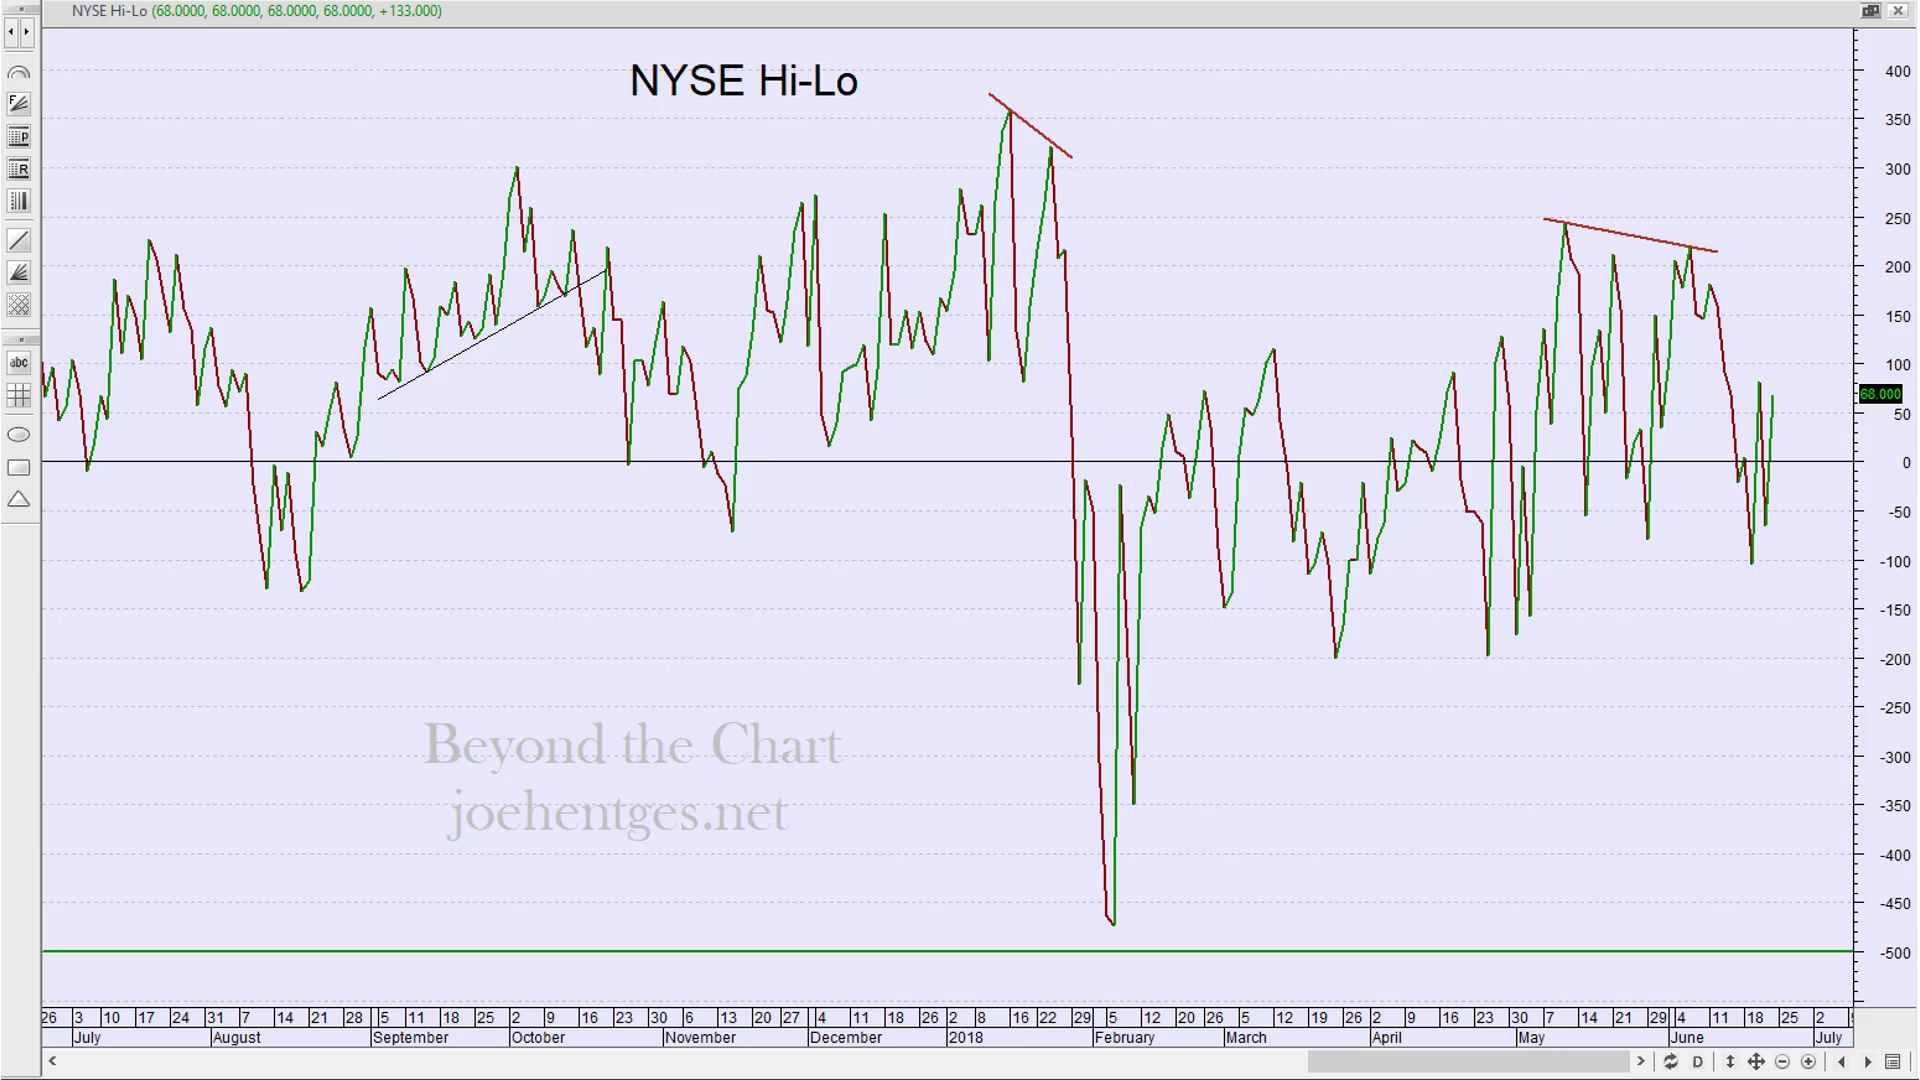 NYSE Hi-Lo (68.0000, 68.0000, 68.0000, 68.0000, +133.000)
NYSE Hi-Lo
400
350
300
250
200
150
100
68.000
50
0
-50
-100
-150
-200
-250
-300
-350
-400
-450
-500
F
P
R
abc
Beyond the Chart
joehentges.net
26 3 10 17 24 31 7 14 21 28 5 11 18 25 2 9 16 23 30 6 13 20 27 4 11 18 26 2 8 16 22 29 5 12 20 26 5 12 19 26 2 9 16 23 30 7 14 21 29 4 11 18 25 2
July August September October November December 2018 February March April May June July
D